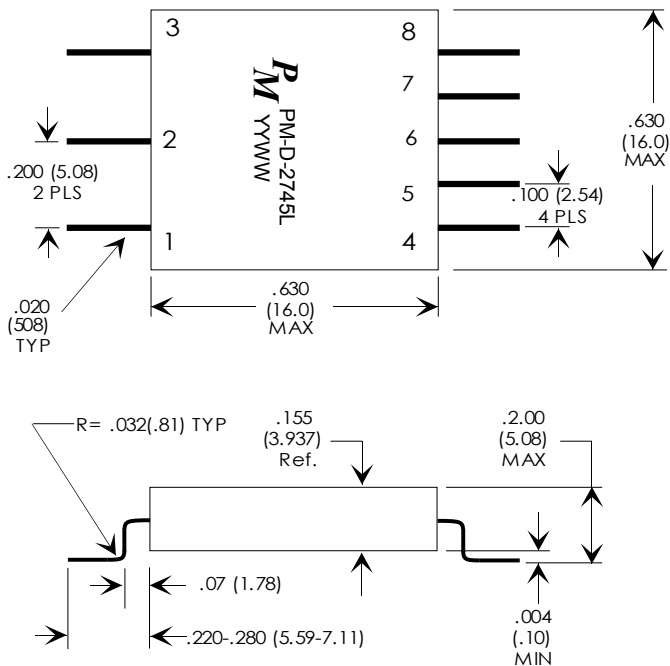 3
8
7
2
6
5
1
4
PM
PM-D-2745L
YYWW
.200 (5.08)
2 PLS
.630
(16.0)
MAX
.100 (2.54)
4 PLS
.020
(508)
TYP
.630
(16.0)
MAX
R= .032(.81) TYP
.155
(3.937)
Ref.
.2.00
(5.08)
MAX
.07 (1.78)
.220-.280 (5.59-7.11)
.004
(.10)
MIN